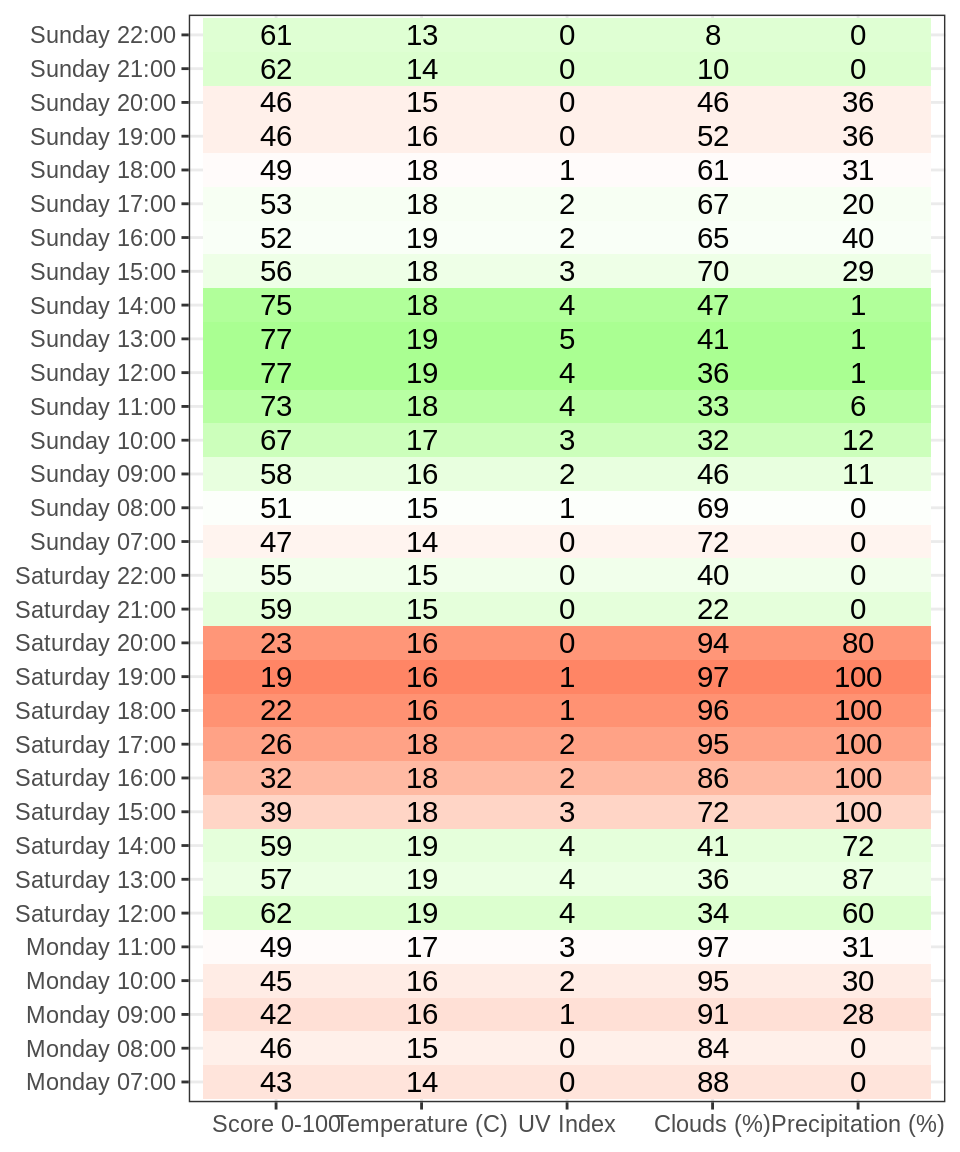 Sunday 22:00 61 13 0 8 0
Sunday 21:00 62 14 0 10 0
Sunday 20:00 46 15 0 46 36
Sunday 19:00 46 16 0 52 36
Sunday 18:00 49 18 1 61 31
Sunday 17:00 53 18 2 67 20
Sunday 16:00 52 19 2 65 40
Sunday 15:00 56 18 3 70 29
Sunday 14:00 75 18 4 47 1
Sunday 13:00 77 19 5 41 1
Sunday 12:00 77 19 4 36 1
Sunday 11:00 73 18 4 33 6
Sunday 10:00 67 17 3 32 12
Sunday 09:00 58 16 2 46 11
Sunday 08:00 51 15 1 69 0
Sunday 07:00 47 14 0 72 0
Saturday 22:00 55 15 0 40 0
Saturday 21:00 59 15 0 22 0
Saturday 20:00 23 16 0 94 80
Saturday 19:00 19 16 1 97 100
Saturday 18:00 22 16 1 96 100
Saturday 17:00 26 18 2 95 100
Saturday 16:00 32 18 2 86 100
Saturday 15:00 39 18 3 72 100
Saturday 14:00 59 19 4 41 72
Saturday 13:00 57 19 4 36 87
Saturday 12:00 62 19 4 34 60
Monday 11:00 49 17 3 97 31
Monday 10:00 45 16 2 95 30
Monday 09:00 42 16 1 91 28
Monday 08:00 46 15 0 84 0
Monday 07:00 43 14 0 88 0
Score 0-100 Temperature (C) UV Index Clouds (%) Precipitation (%)